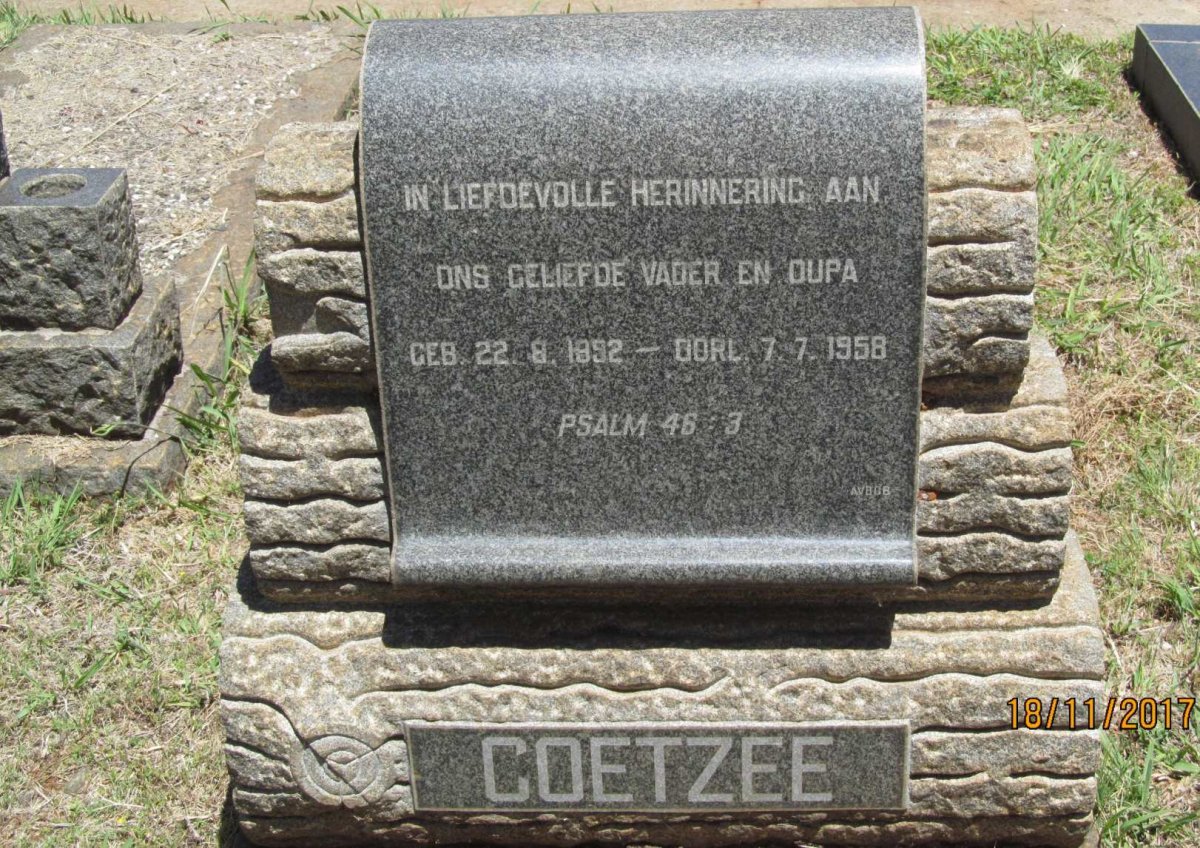 IN LIEFDEVOLLE HERINNERING AAN
ONS GELIEFDE VADER EN OUPA
GEB. 22. 8. 1892 — OORL. 7. 7. 1958
PSALM 46 : 3
COETZEE
18/11/2017